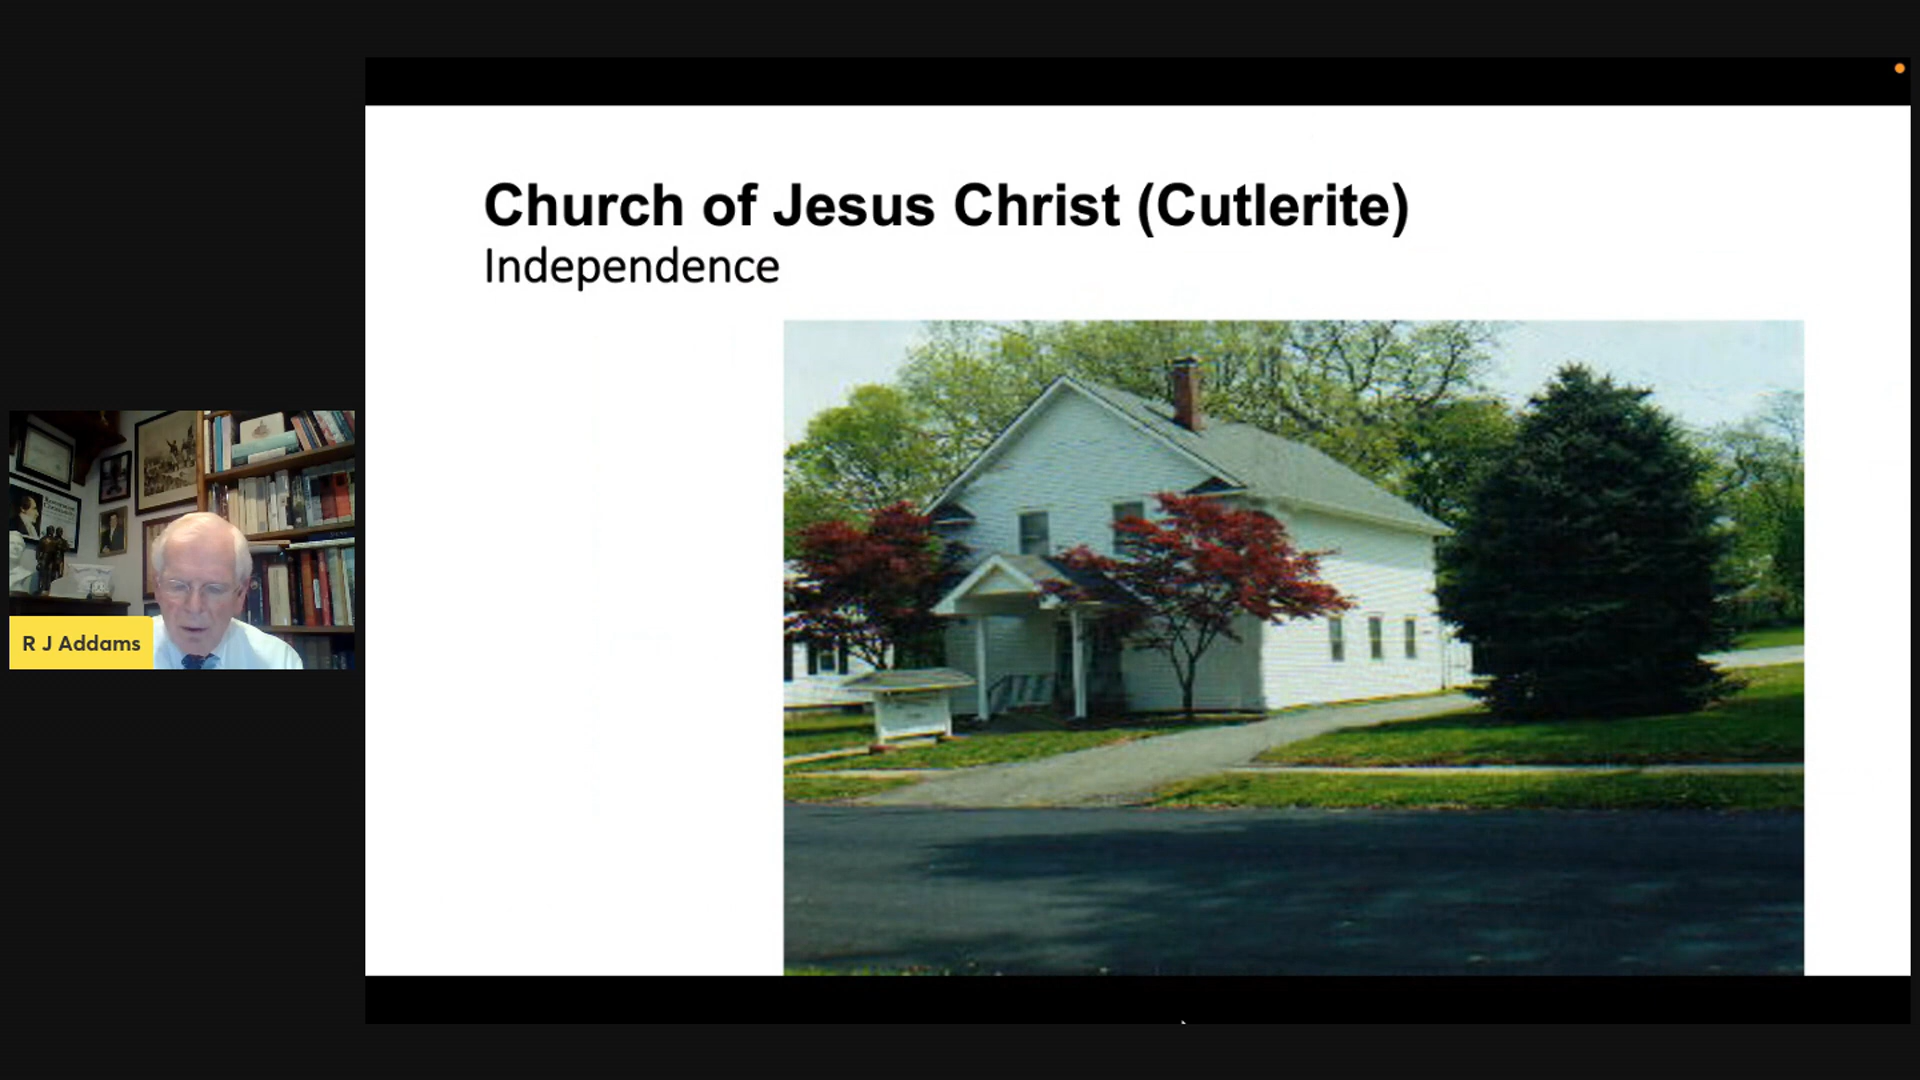 Church of Jesus Christ (Cutlerite)
Independence
R J Addams